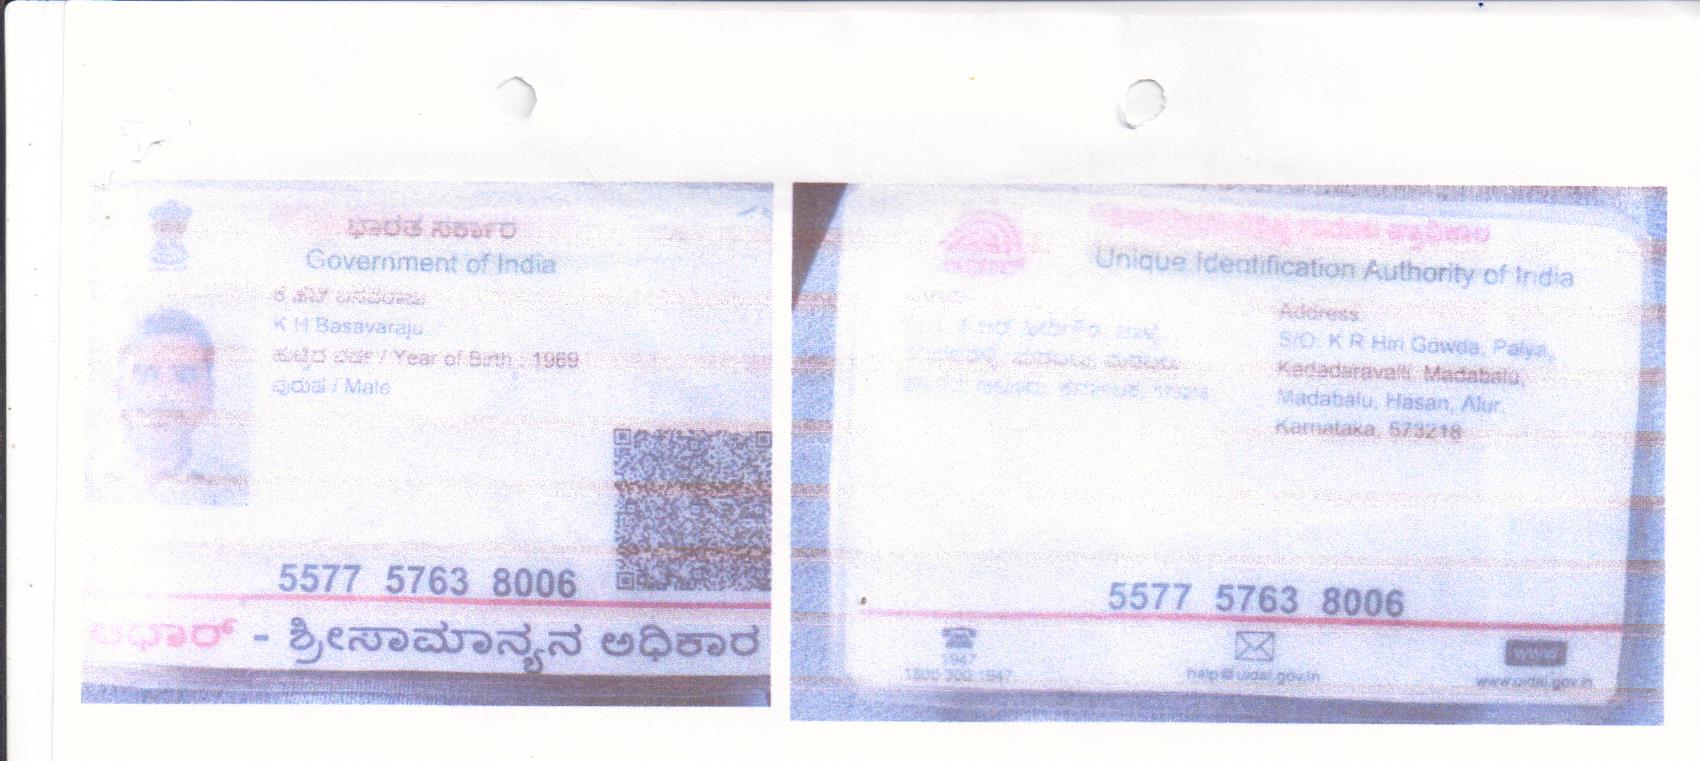 ಭಾರತ ಸರ್ಕಾರ
Government of India
K H Basavaraju
ಹುಟ್ಟಿದ ವರ್ಷ / Year of Birth : 1969
ಪುರುಷ / Male
5577 5763 8006
ಆಧಾರ್ - ಶ್ರೀಸಾಮಾನ್ಯನ ಅಧಿಕಾರ
ಪ್ರಾಧಿಕಾರ
Unique Identification Authority of India
Address:
S/O: K R Hiri Gowda, Palya,
Kadadaravalli, Madabalu,
Madabalu, Hasan, Alur,
Karnataka, 573218
5577 5763 8006
1947
1800 300 1947
help@uidai.gov.in
www
www.uidai.gov.in